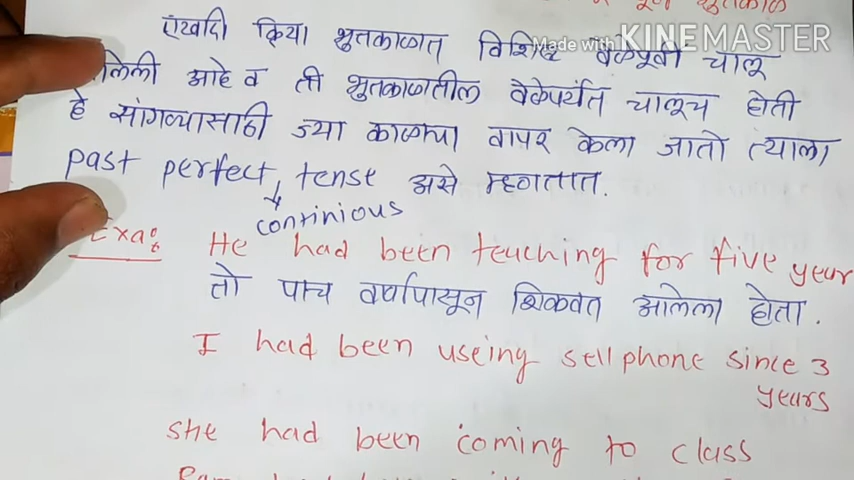 पूर्ण भूतकाळ
Made with KINEMASTER
एखादी क्रिया भूतकाळात विशिष्ट वेळेपूर्वी चालू
आहे व ती भूतकाळातील वेळेपर्यंत चालूच होती
हे सांगण्यासाठी ज्या काळाचा वापर केला जातो त्याला
past perfect, tense असे म्हणतात.
continious
Exa: He had been teaching for five year
तो पाच वर्षापासून शिकवत आलेला होता.
I had been useing sellphone since 3
years
she had been coming to class